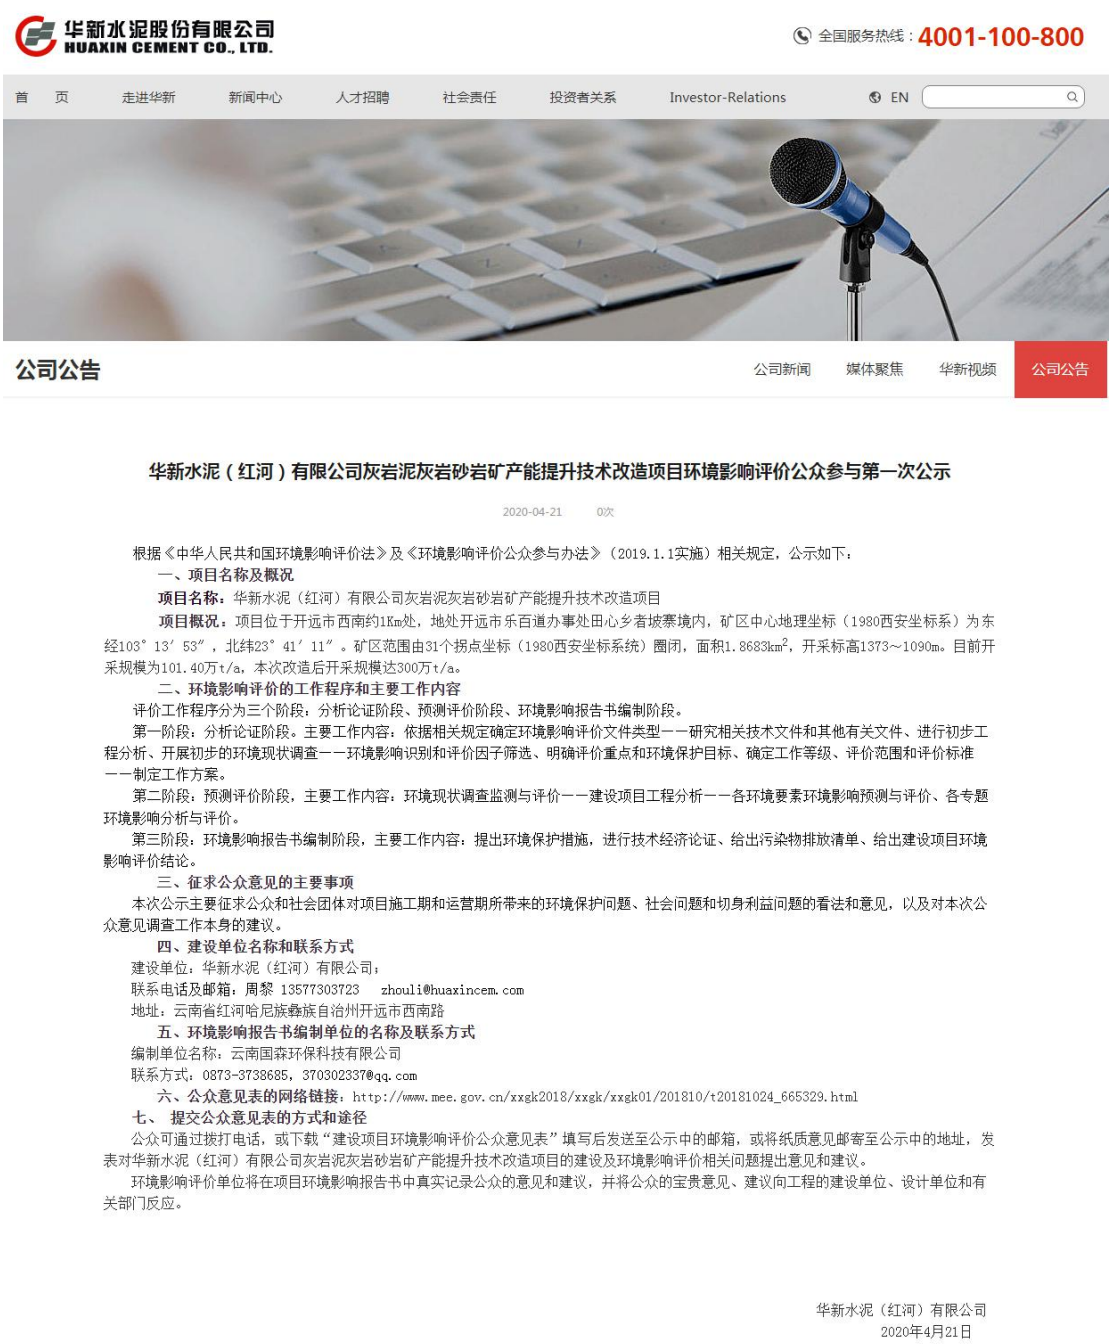 华新水泥股份有限公司
HUAXIN CEMENT CO., LTD.
全国服务热线：4001-100-800
首 页 走进华新 新闻中心 人才招聘 社会责任 投资者关系 Investor-Relations EN
公司公告 公司新闻 媒体聚焦 华新视频 公司公告
华新水泥（红河）有限公司灰岩泥灰岩砂岩矿产能提升技术改造项目环境影响评价公众参与第一次公示
2020-04-21 0次
根据《中华人民共和国环境影响评价法》及《环境影响评价公众参与办法》（2019.1.1实施）相关规定，公示如下：
一、项目名称及概况
项目名称：华新水泥（红河）有限公司灰岩泥灰岩砂岩矿产能提升技术改造项目
项目概况：项目位于开远市西南约1Km处，地处开远市乐百道办事处田心乡者坡寨境内，矿区中心地理坐标（1980西安坐标系）为东
经103°13′53″，北纬23°41′11″。矿区范围由31个拐点坐标（1980西安坐标系统）圈闭，面积1.8683km²，开采标高1373～1090m。目前开
采规模为101.40万t/a，本次改造后开采规模达300万t/a。
二、环境影响评价的工作程序和主要工作内容
评价工作程序分为三个阶段：分析论证阶段、预测评价阶段、环境影响报告书编制阶段。
第一阶段：分析论证阶段。主要工作内容：依据相关规定确定环境影响评价文件类型——研究相关技术文件和其他有关文件、进行初步工
程分析、开展初步的环境现状调查——环境影响识别和评价因子筛选、明确评价重点和环境保护目标、确定工作等级、评价范围和评价标准
——制定工作方案。
第二阶段：预测评价阶段，主要工作内容：环境现状调查监测与评价——建设项目工程分析——各环境要素环境影响预测与评价、各专题
环境影响分析与评价。
第三阶段：环境影响报告书编制阶段，主要工作内容：提出环境保护措施，进行技术经济论证、给出污染物排放清单、给出建设项目环境
影响评价结论。
三、征求公众意见的主要事项
本次公示主要征求公众和社会团体对项目施工期和运营期所带来的环境保护问题、社会问题和切身利益问题的看法和意见，以及对本次公
众意见调查工作本身的建议。
四、建设单位名称和联系方式
建设单位：华新水泥（红河）有限公司；
联系电话及邮箱：周黎 13577303723 zhouli@huaxincem.com
地址：云南省红河哈尼族彝族自治州开远市西南路
五、环境影响报告书编制单位的名称及联系方式
编制单位名称：云南国森环保科技有限公司
联系方式：0873-3738685，370302337@qq.com
六、公众意见表的网络链接：http://www.mee.gov.cn/xxgk2018/xxgk/xxgk01/201810/t20181024_665329.html
七、 提交公众意见表的方式和途径
公众可通过拨打电话，或下载“建设项目环境影响评价公众意见表”填写后发送至公示中的邮箱，或将纸质意见邮寄至公示中的地址，发
表对华新水泥（红河）有限公司灰岩泥灰岩砂岩矿产能提升技术改造项目的建设及环境影响评价相关问题提出意见和建议。
环境影响评价单位将在项目环境影响报告书中真实记录公众的意见和建议，并将公众的宝贵意见、建议向工程的建设单位、设计单位和有
关部门反应。
华新水泥（红河）有限公司
2020年4月21日